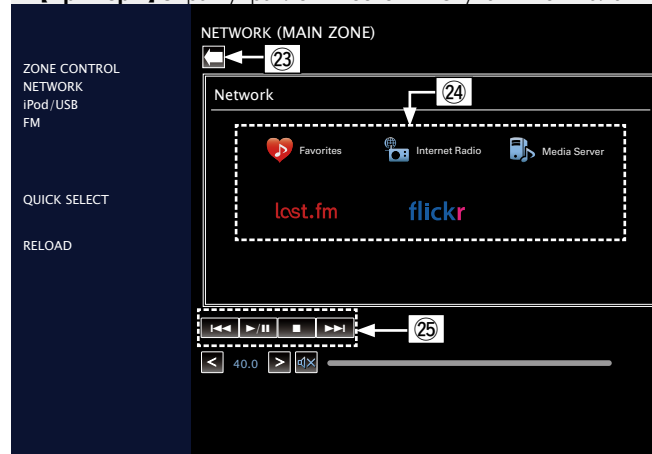 NETWORK (MAIN ZONE)
㉓
ZONE CONTROL
NETWORK
iPod/USB
FM
QUICK SELECT
RELOAD
Network
㉔
Favorites Internet Radio Media Server
lost.fm flickr
㉕
< 40.0 >